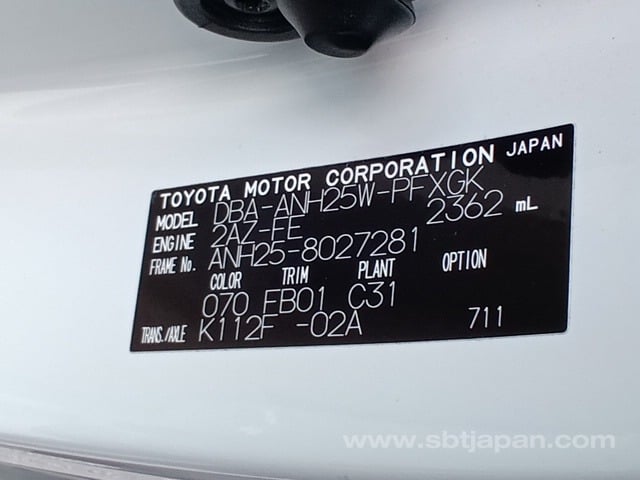 TOYOTA MOTOR CORPORATION JAPAN
MODEL DBA-ANH25W-PFXGK
ENGINE 2AZ-FE 2362 mL
FRAME No. ANH25-8027281
COLOR TRIM PLANT OPTION
070 FB01 C31
TRANS./AXLE K112F -02A 711
www.sbtjapan.com